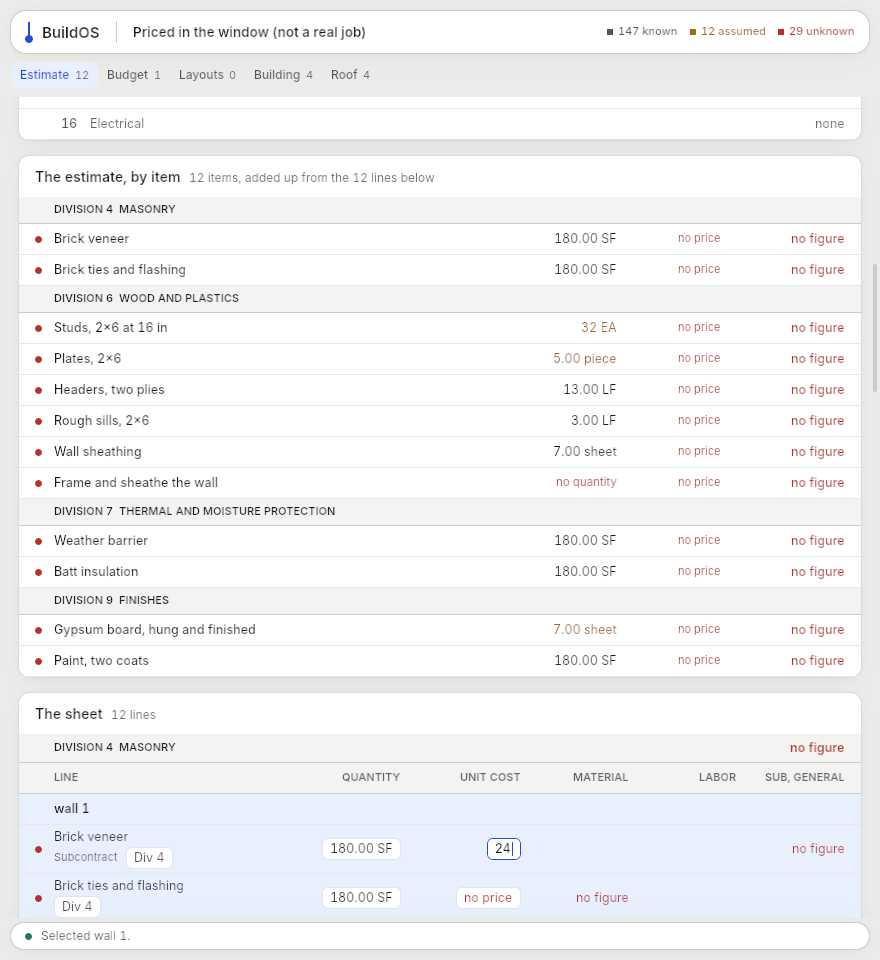 BuildOS Priced in the window (not a real job) 147 known 12 assumed 29 unknown
Estimate 12 Budget 1 Layouts 0 Building 4 Roof 4
16 Electrical none
The estimate, by item 12 items, added up from the 12 lines below
DIVISION 4 MASONRY
Brick veneer 180.00 SF no price no figure
Brick ties and flashing 180.00 SF no price no figure
DIVISION 6 WOOD AND PLASTICS
Studs, 2×6 at 16 in 32 EA no price no figure
Plates, 2×6 5.00 piece no price no figure
Headers, two plies 13.00 LF no price no figure
Rough sills, 2×6 3.00 LF no price no figure
Wall sheathing 7.00 sheet no price no figure
Frame and sheathe the wall no quantity no price no figure
DIVISION 7 THERMAL AND MOISTURE PROTECTION
Weather barrier 180.00 SF no price no figure
Batt insulation 180.00 SF no price no figure
DIVISION 9 FINISHES
Gypsum board, hung and finished 7.00 sheet no price no figure
Paint, two coats 180.00 SF no price no figure
The sheet 12 lines
DIVISION 4 MASONRY no figure
LINE QUANTITY UNIT COST MATERIAL LABOR SUB, GENERAL
wall 1
Brick veneer
Subcontract Div 4 180.00 SF 24 no figure
Brick ties and flashing
Div 4 180.00 SF no price no figure
Selected wall 1.